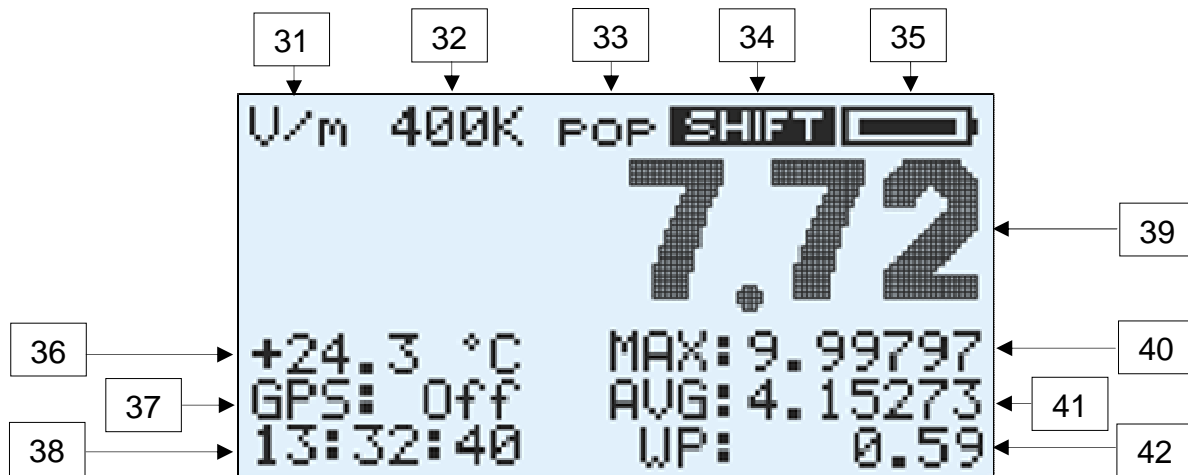 31 32 33 34 35
V/m 400K POP SHIFT
7.72 39
36 +24.3 °C MAX:9.99797 40
37 GPS: Off AVG:4.15273 41
38 13:32:40 WP: 0.59 42